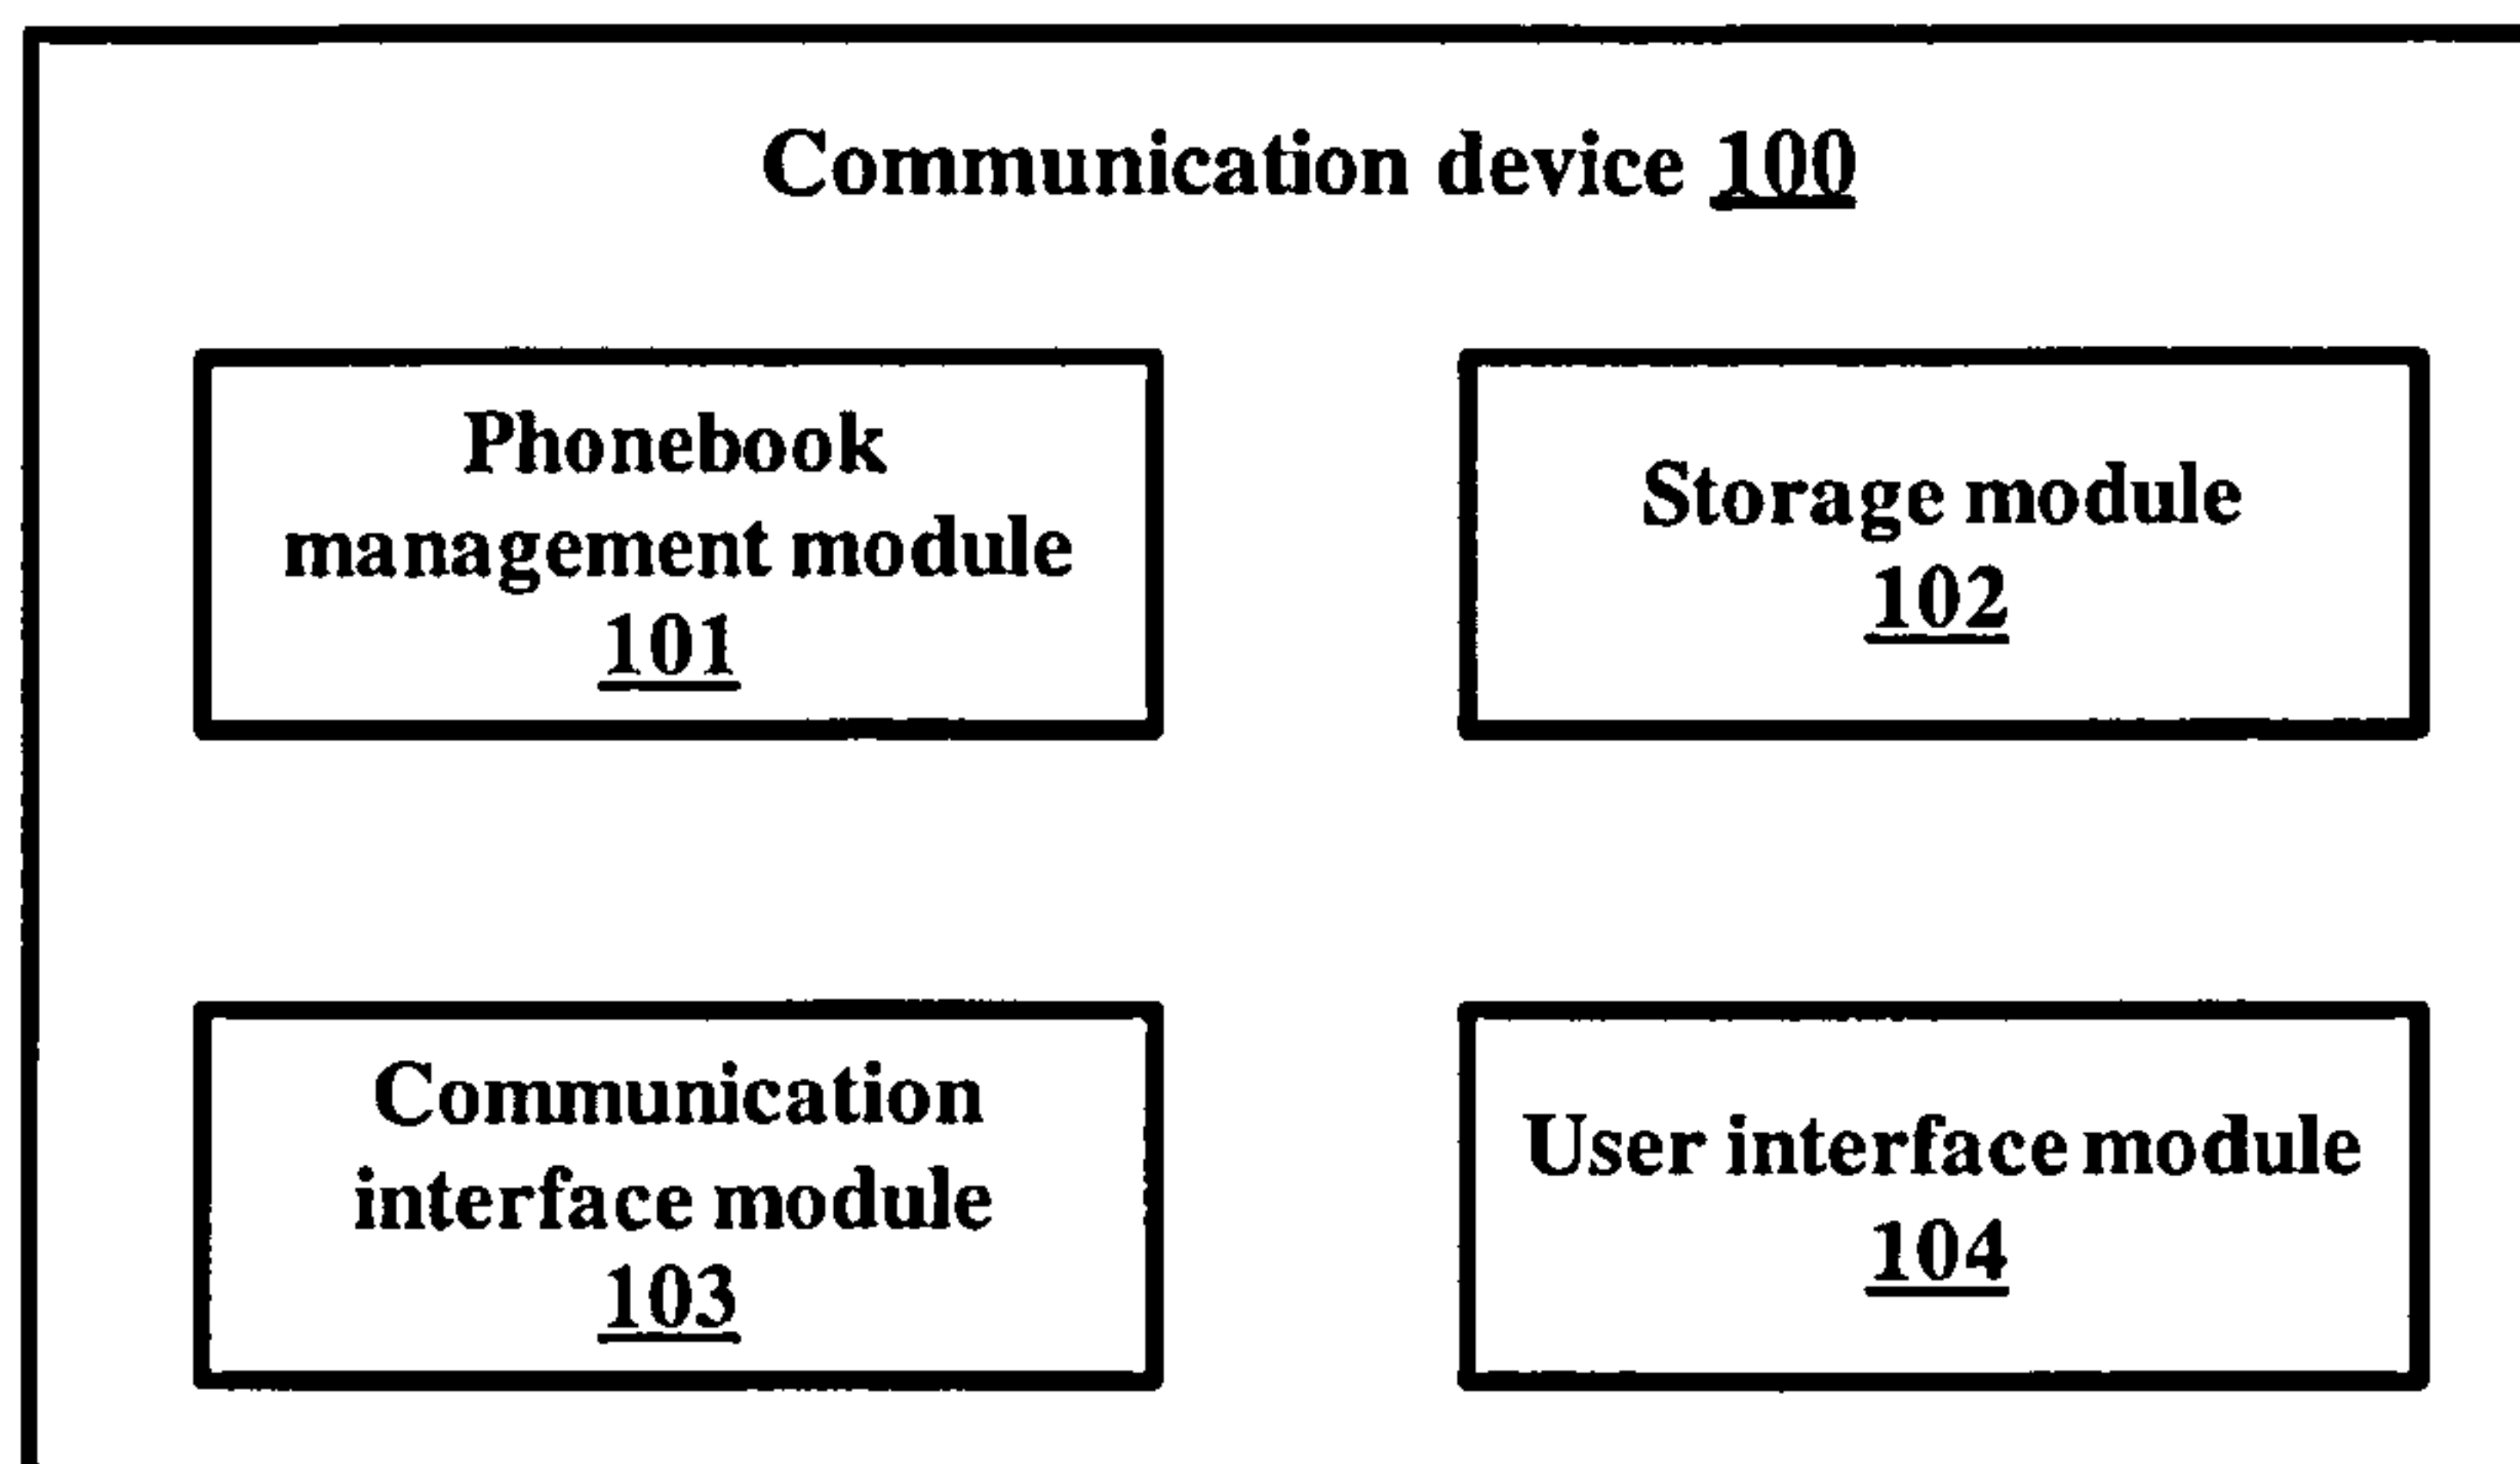 Communication device 100
Phonebook
management module
101
Storage module
102
Communication
interface module
103
User interface module
104